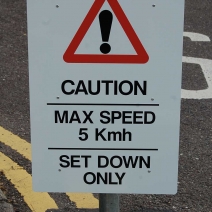 CAUTION
MAX SPEED
5 Kmh
SET DOWN
ONLY